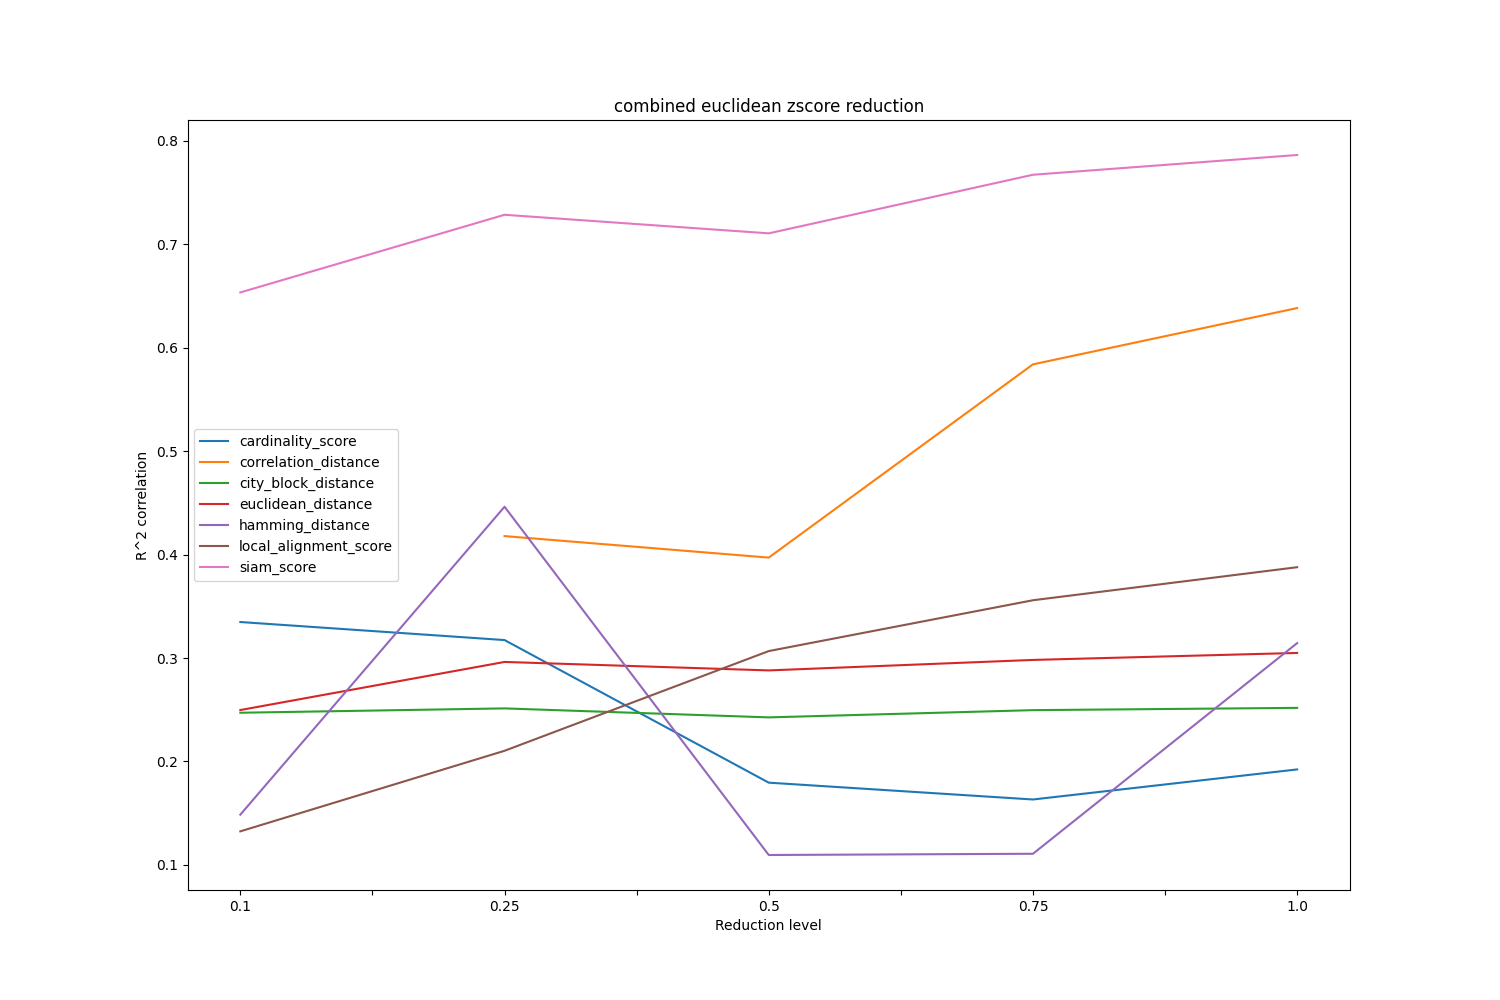 combined euclidean zscore reduction
0.8
0.7
0.6
0.5
0.4
0.3
0.2
0.1
R^2 correlation
cardinality_score
correlation_distance
city_block_distance
euclidean_distance
hamming_distance
local_alignment_score
siam_score
0.1 0.25 0.5 0.75 1.0
Reduction level